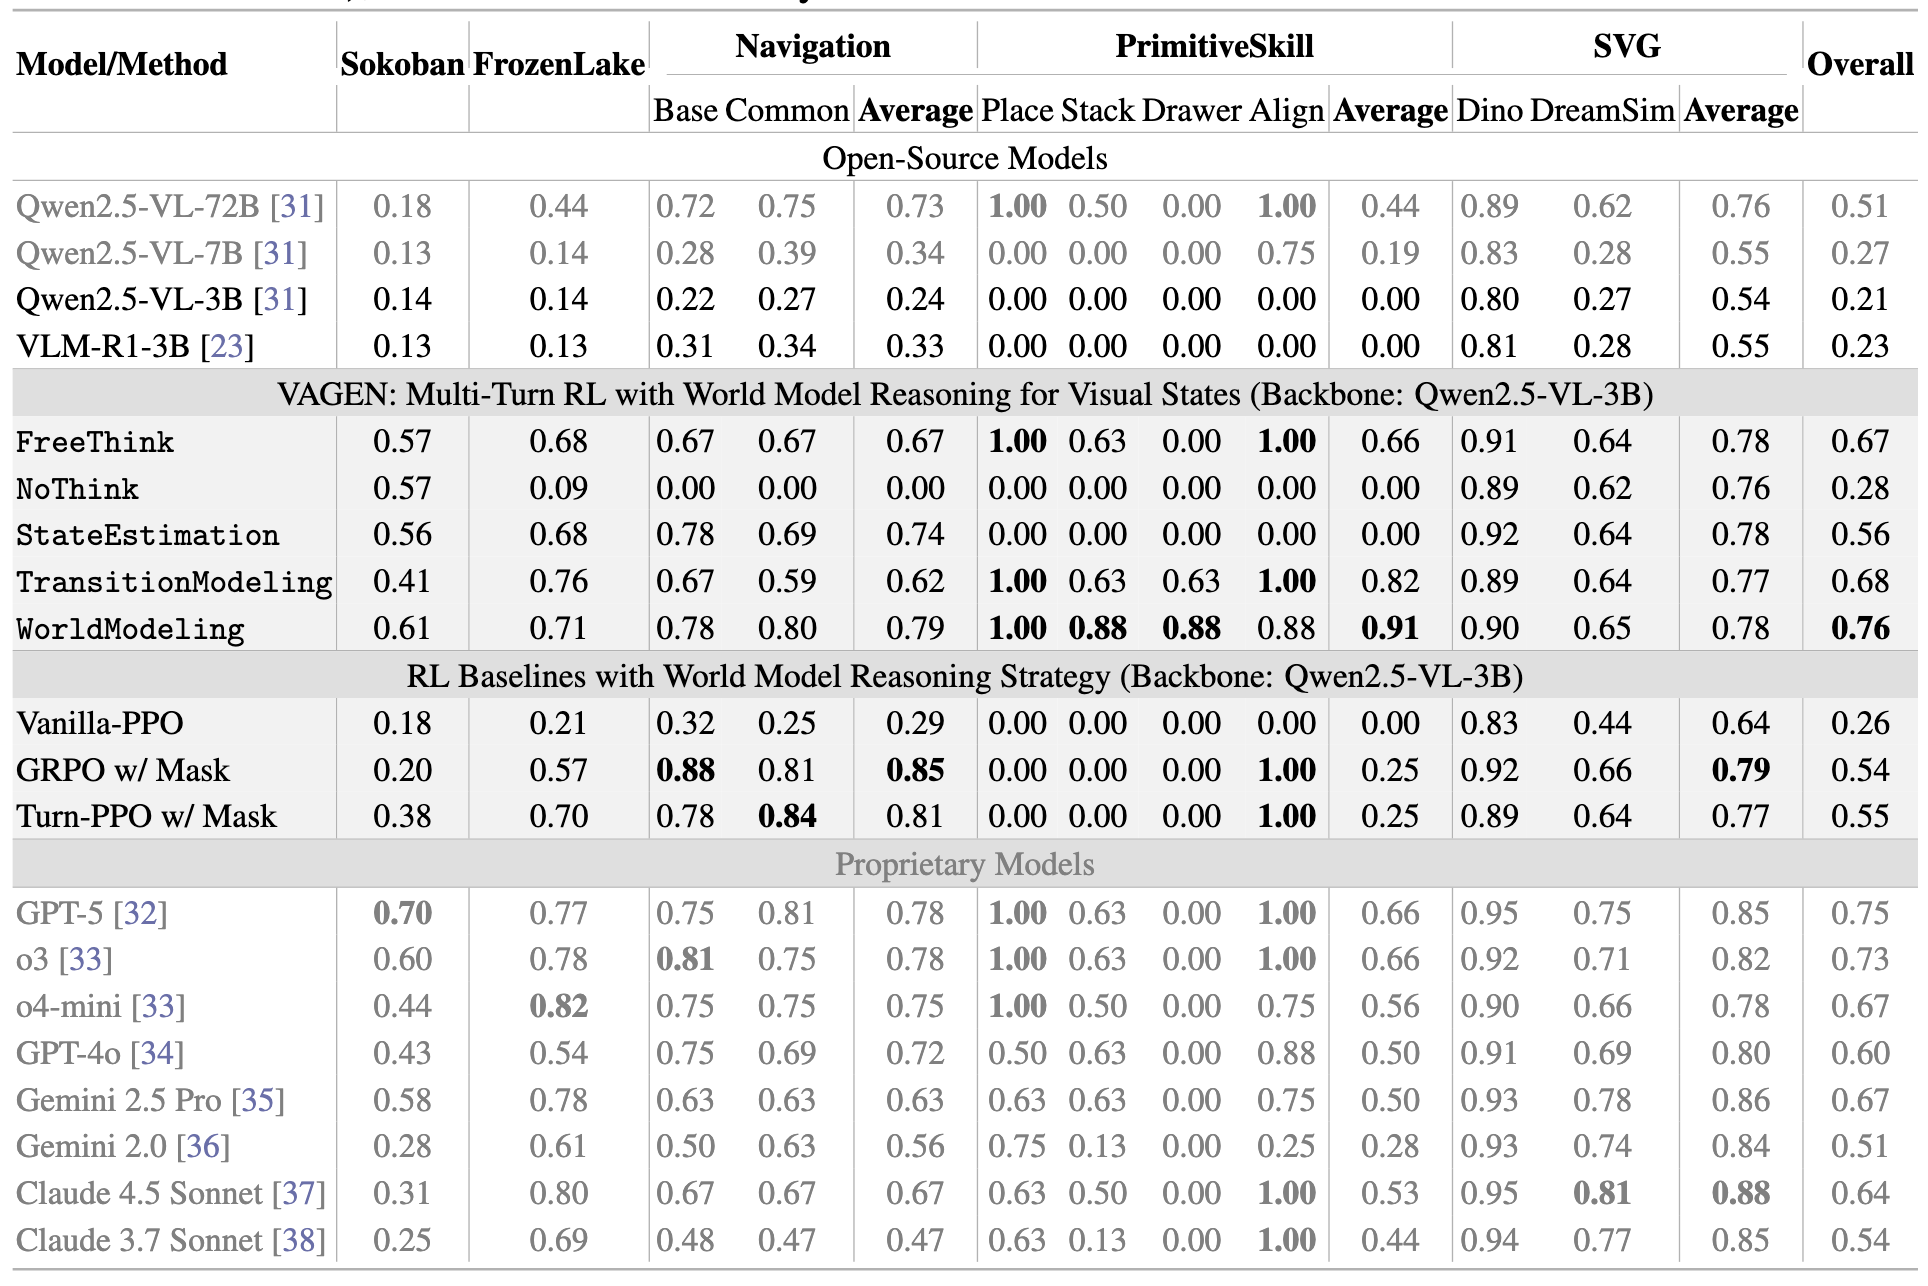 Model/Method Sokoban FrozenLake Navigation PrimitiveSkill SVG Overall
Base Common Average Place Stack Drawer Align Average Dino DreamSim Average
Open-Source Models
Qwen2.5-VL-72B [31] 0.18 0.44 0.72 0.75 0.73 1.00 0.50 0.00 1.00 0.44 0.89 0.62 0.76 0.51
Qwen2.5-VL-7B [31] 0.13 0.14 0.28 0.39 0.34 0.00 0.00 0.00 0.75 0.19 0.83 0.28 0.55 0.27
Qwen2.5-VL-3B [31] 0.14 0.14 0.22 0.27 0.24 0.00 0.00 0.00 0.00 0.00 0.80 0.27 0.54 0.21
VLM-R1-3B [23] 0.13 0.13 0.31 0.34 0.33 0.00 0.00 0.00 0.00 0.00 0.81 0.28 0.55 0.23
VAGEN: Multi-Turn RL with World Model Reasoning for Visual States (Backbone: Qwen2.5-VL-3B)
FreeThink 0.57 0.68 0.67 0.67 0.67 1.00 0.63 0.00 1.00 0.66 0.91 0.64 0.78 0.67
NoThink 0.57 0.09 0.00 0.00 0.00 0.00 0.00 0.00 0.00 0.00 0.89 0.62 0.76 0.28
StateEstimation 0.56 0.68 0.78 0.69 0.74 0.00 0.00 0.00 0.00 0.00 0.92 0.64 0.78 0.56
TransitionModeling 0.41 0.76 0.67 0.59 0.62 1.00 0.63 0.63 1.00 0.82 0.89 0.64 0.77 0.68
WorldModeling 0.61 0.71 0.78 0.80 0.79 1.00 0.88 0.88 0.88 0.91 0.90 0.65 0.78 0.76
RL Baselines with World Model Reasoning Strategy (Backbone: Qwen2.5-VL-3B)
Vanilla-PPO 0.18 0.21 0.32 0.25 0.29 0.00 0.00 0.00 0.00 0.00 0.83 0.44 0.64 0.26
GRPO w/ Mask 0.20 0.57 0.88 0.81 0.85 0.00 0.00 0.00 1.00 0.25 0.92 0.66 0.79 0.54
Turn-PPO w/ Mask 0.38 0.70 0.78 0.84 0.81 0.00 0.00 0.00 1.00 0.25 0.89 0.64 0.77 0.55
Proprietary Models
GPT-5 [32] 0.70 0.77 0.75 0.81 0.78 1.00 0.63 0.00 1.00 0.66 0.95 0.75 0.85 0.75
o3 [33] 0.60 0.78 0.81 0.75 0.78 1.00 0.63 0.00 1.00 0.66 0.92 0.71 0.82 0.73
o4-mini [33] 0.44 0.82 0.75 0.75 0.75 1.00 0.50 0.00 0.75 0.56 0.90 0.66 0.78 0.67
GPT-4o [34] 0.43 0.54 0.75 0.69 0.72 0.50 0.63 0.00 0.88 0.50 0.91 0.69 0.80 0.60
Gemini 2.5 Pro [35] 0.58 0.78 0.63 0.63 0.63 0.63 0.63 0.00 0.75 0.50 0.93 0.78 0.86 0.67
Gemini 2.0 [36] 0.28 0.61 0.50 0.63 0.56 0.75 0.13 0.00 0.25 0.28 0.93 0.74 0.84 0.51
Claude 4.5 Sonnet [37] 0.31 0.80 0.67 0.67 0.67 0.63 0.50 0.00 1.00 0.53 0.95 0.81 0.88 0.64
Claude 3.7 Sonnet [38] 0.25 0.69 0.48 0.47 0.47 0.63 0.13 0.00 1.00 0.44 0.94 0.77 0.85 0.54